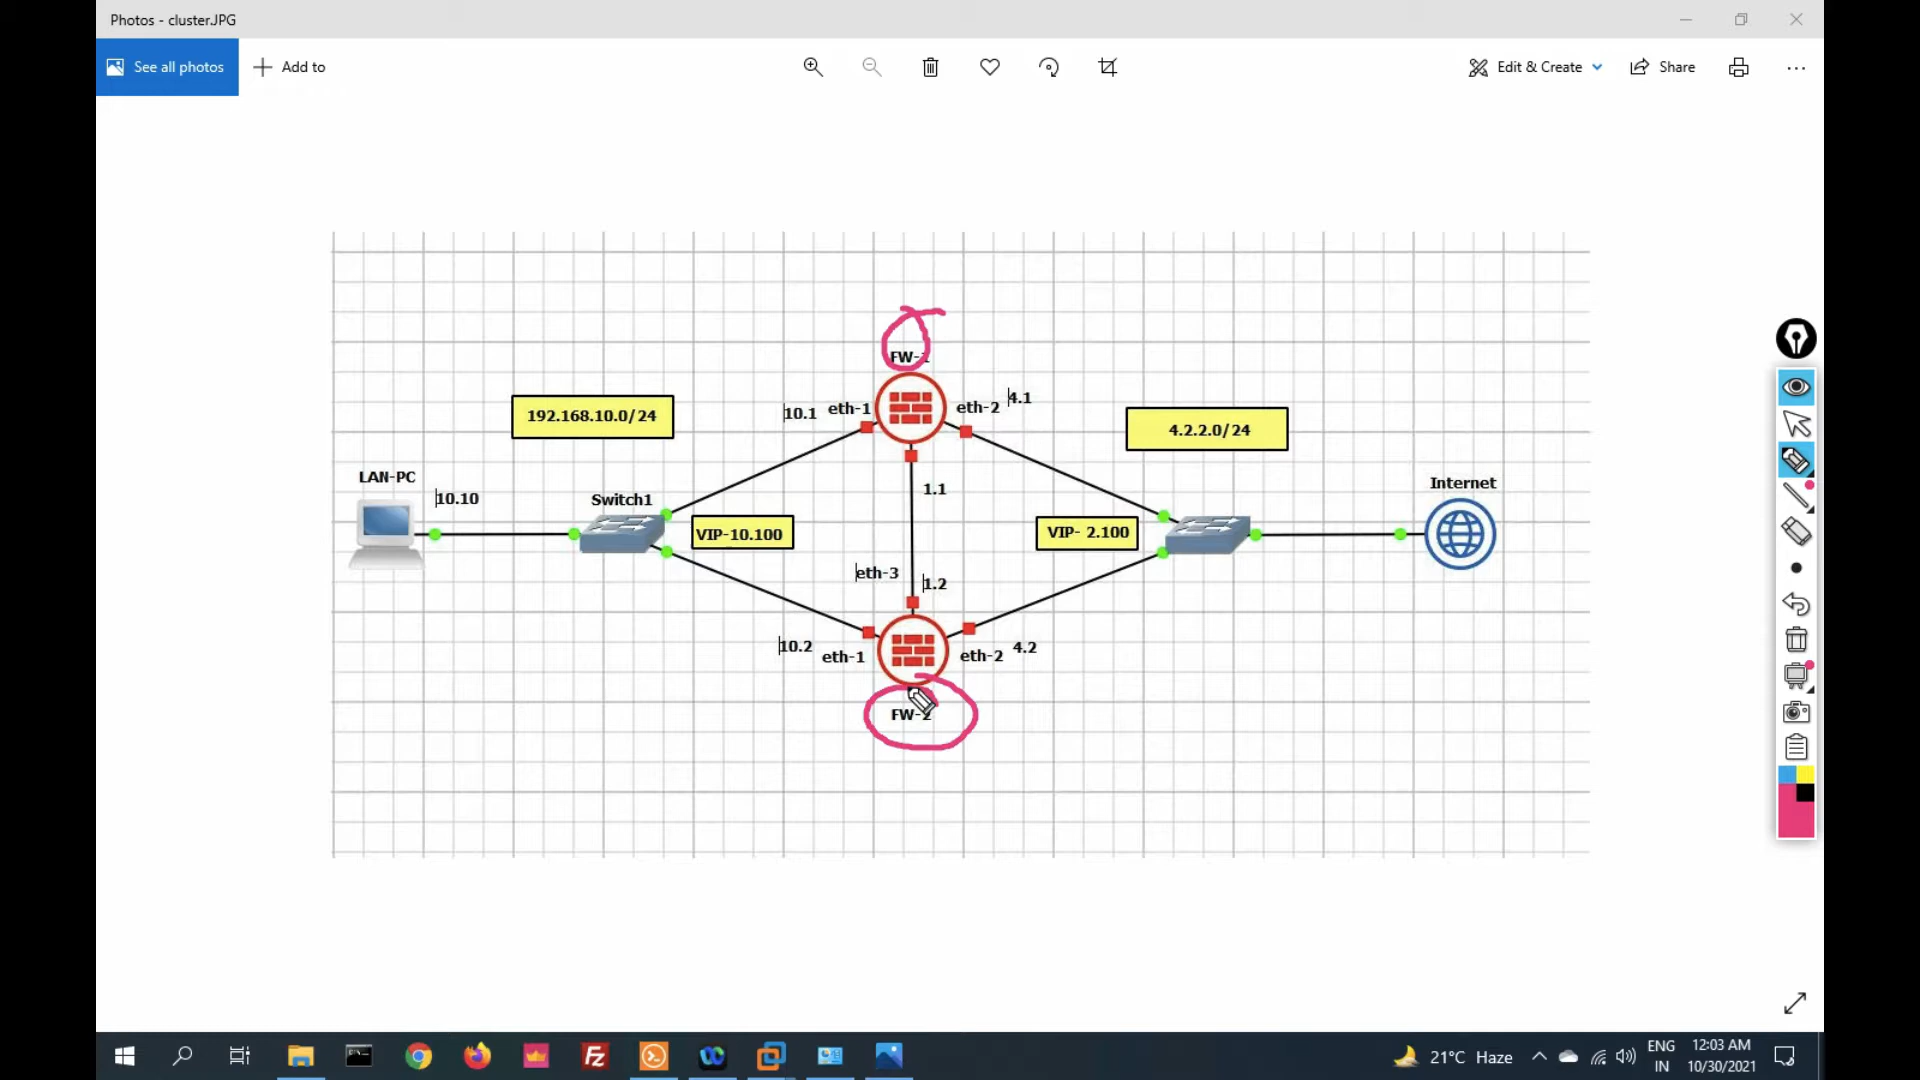 Photos - cluster.JPG
See all photos
Add to
Edit & Create
Share
FW-1
10.1 eth-1
eth-2 4.1
192.168.10.0/24
4.2.2.0/24
LAN-PC
10.10
Switch1
1.1
Internet
VIP-10.100
VIP- 2.100
eth-3
1.2
10.2
eth-1
eth-2 4.2
FW-2
21°C Haze
ENG
IN
12:03 AM
10/30/2021